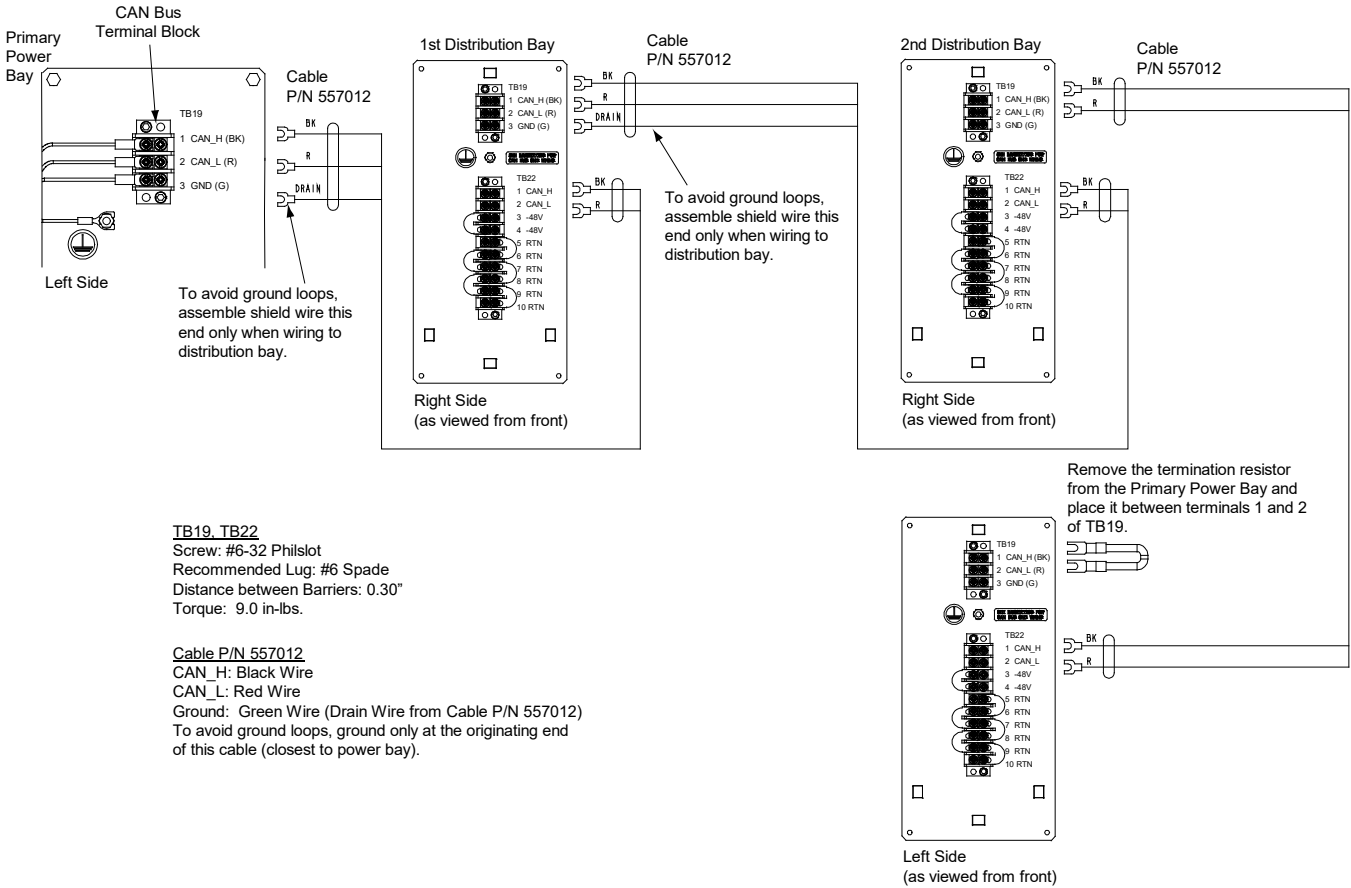 CAN Bus
Terminal Block
Primary
Power
Bay
TB19
1 CAN_H (BK)
2 CAN_L (R)
3 GND (G)
Left Side
Cable
P/N 557012
BK
R
DRAIN
To avoid ground loops,
assemble shield wire this
end only when wiring to
distribution bay.
1st Distribution Bay
TB19
1 CAN_H (BK)
2 CAN_L (R)
3 GND (G)
TB22
1 CAN_H
2 CAN_L
3 -48V
4 -48V
5 RTN
6 RTN
7 RTN
8 RTN
9 RTN
10 RTN
Right Side
(as viewed from front)
Cable
P/N 557012
BK
R
DRAIN
BK
R
To avoid ground loops,
assemble shield wire this
end only when wiring to
distribution bay.
2nd Distribution Bay
TB19
1 CAN_H (BK)
2 CAN_L (R)
3 GND (G)
TB22
1 CAN_H
2 CAN_L
3 -48V
4 -48V
5 RTN
6 RTN
7 RTN
8 RTN
9 RTN
10 RTN
Right Side
(as viewed from front)
Cable
P/N 557012
BK
R
BK
R
Remove the termination resistor
from the Primary Power Bay and
place it between terminals 1 and 2
of TB19.
TB19
1 CAN_H (BK)
2 CAN_L (R)
3 GND (G)
TB22
1 CAN_H
2 CAN_L
3 -48V
4 -48V
5 RTN
6 RTN
7 RTN
8 RTN
9 RTN
10 RTN
BK
R
Left Side
(as viewed from front)
TB19, TB22
Screw: #6-32 Philslot
Recommended Lug: #6 Spade
Distance between Barriers: 0.30”
Torque: 9.0 in-lbs.
Cable P/N 557012
CAN_H: Black Wire
CAN_L: Red Wire
Ground: Green Wire (Drain Wire from Cable P/N 557012)
To avoid ground loops, ground only at the originating end
of this cable (closest to power bay).